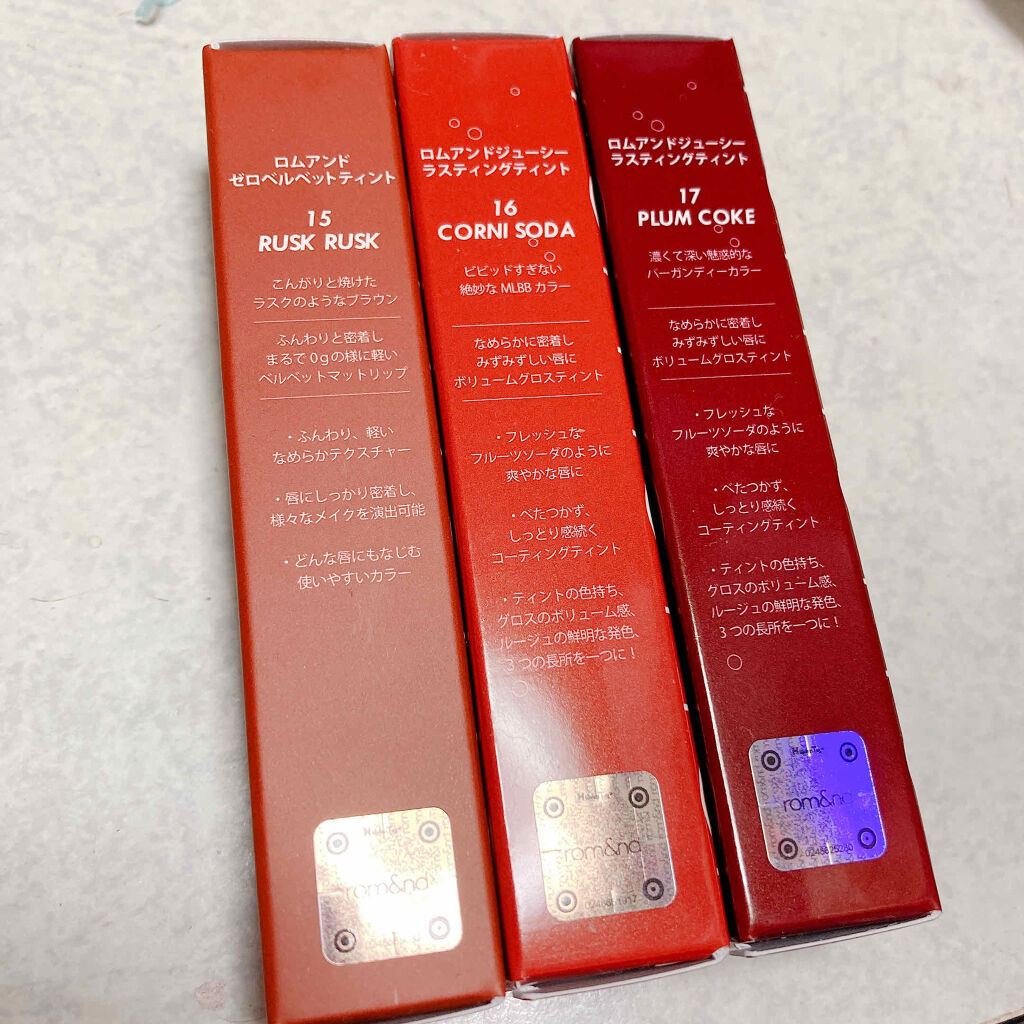 ロムアンド
ゼロベルベットティント
15
RUSK RUSK
こんがりと焼けた
ラスクのようなブラウン
ふんわりと密着し
まるで0gの様に軽い
ベルベットマットリップ
・ふんわり、軽い
なめらかテクスチャー
・唇にしっかり密着し、
様々なメイクを演出可能
・どんな唇にもなじむ
使いやすいカラー
rom&nd
ロムアンドジューシー
ラスティングティント
16
CORNI SODA
ビビッドすぎない
絶妙な MLBB カラー
なめらかに密着し
みずみずしい唇に
ボリュームグロスティント
・フレッシュな
フルーツソーダのように
爽やかな唇に
・べたつかず、
しっとり感続く
コーティングティント
・ティントの色持ち、
グロスのボリューム感、
ルージュの鮮明な発色、
3つの長所を一つに！
rom&nd
ロムアンドジューシー
ラスティングティント
17
PLUM COKE
濃くて深い魅惑的な
バーガンディーカラー
なめらかに密着し
みずみずしい唇に
ボリュームグロスティント
・フレッシュな
フルーツソーダのように
爽やかな唇に
・べたつかず、
しっとり感続く
コーティングティント
・ティントの色持ち、
グロスのボリューム感、
ルージュの鮮明な発色、
3つの長所を一つに！
rom&nd